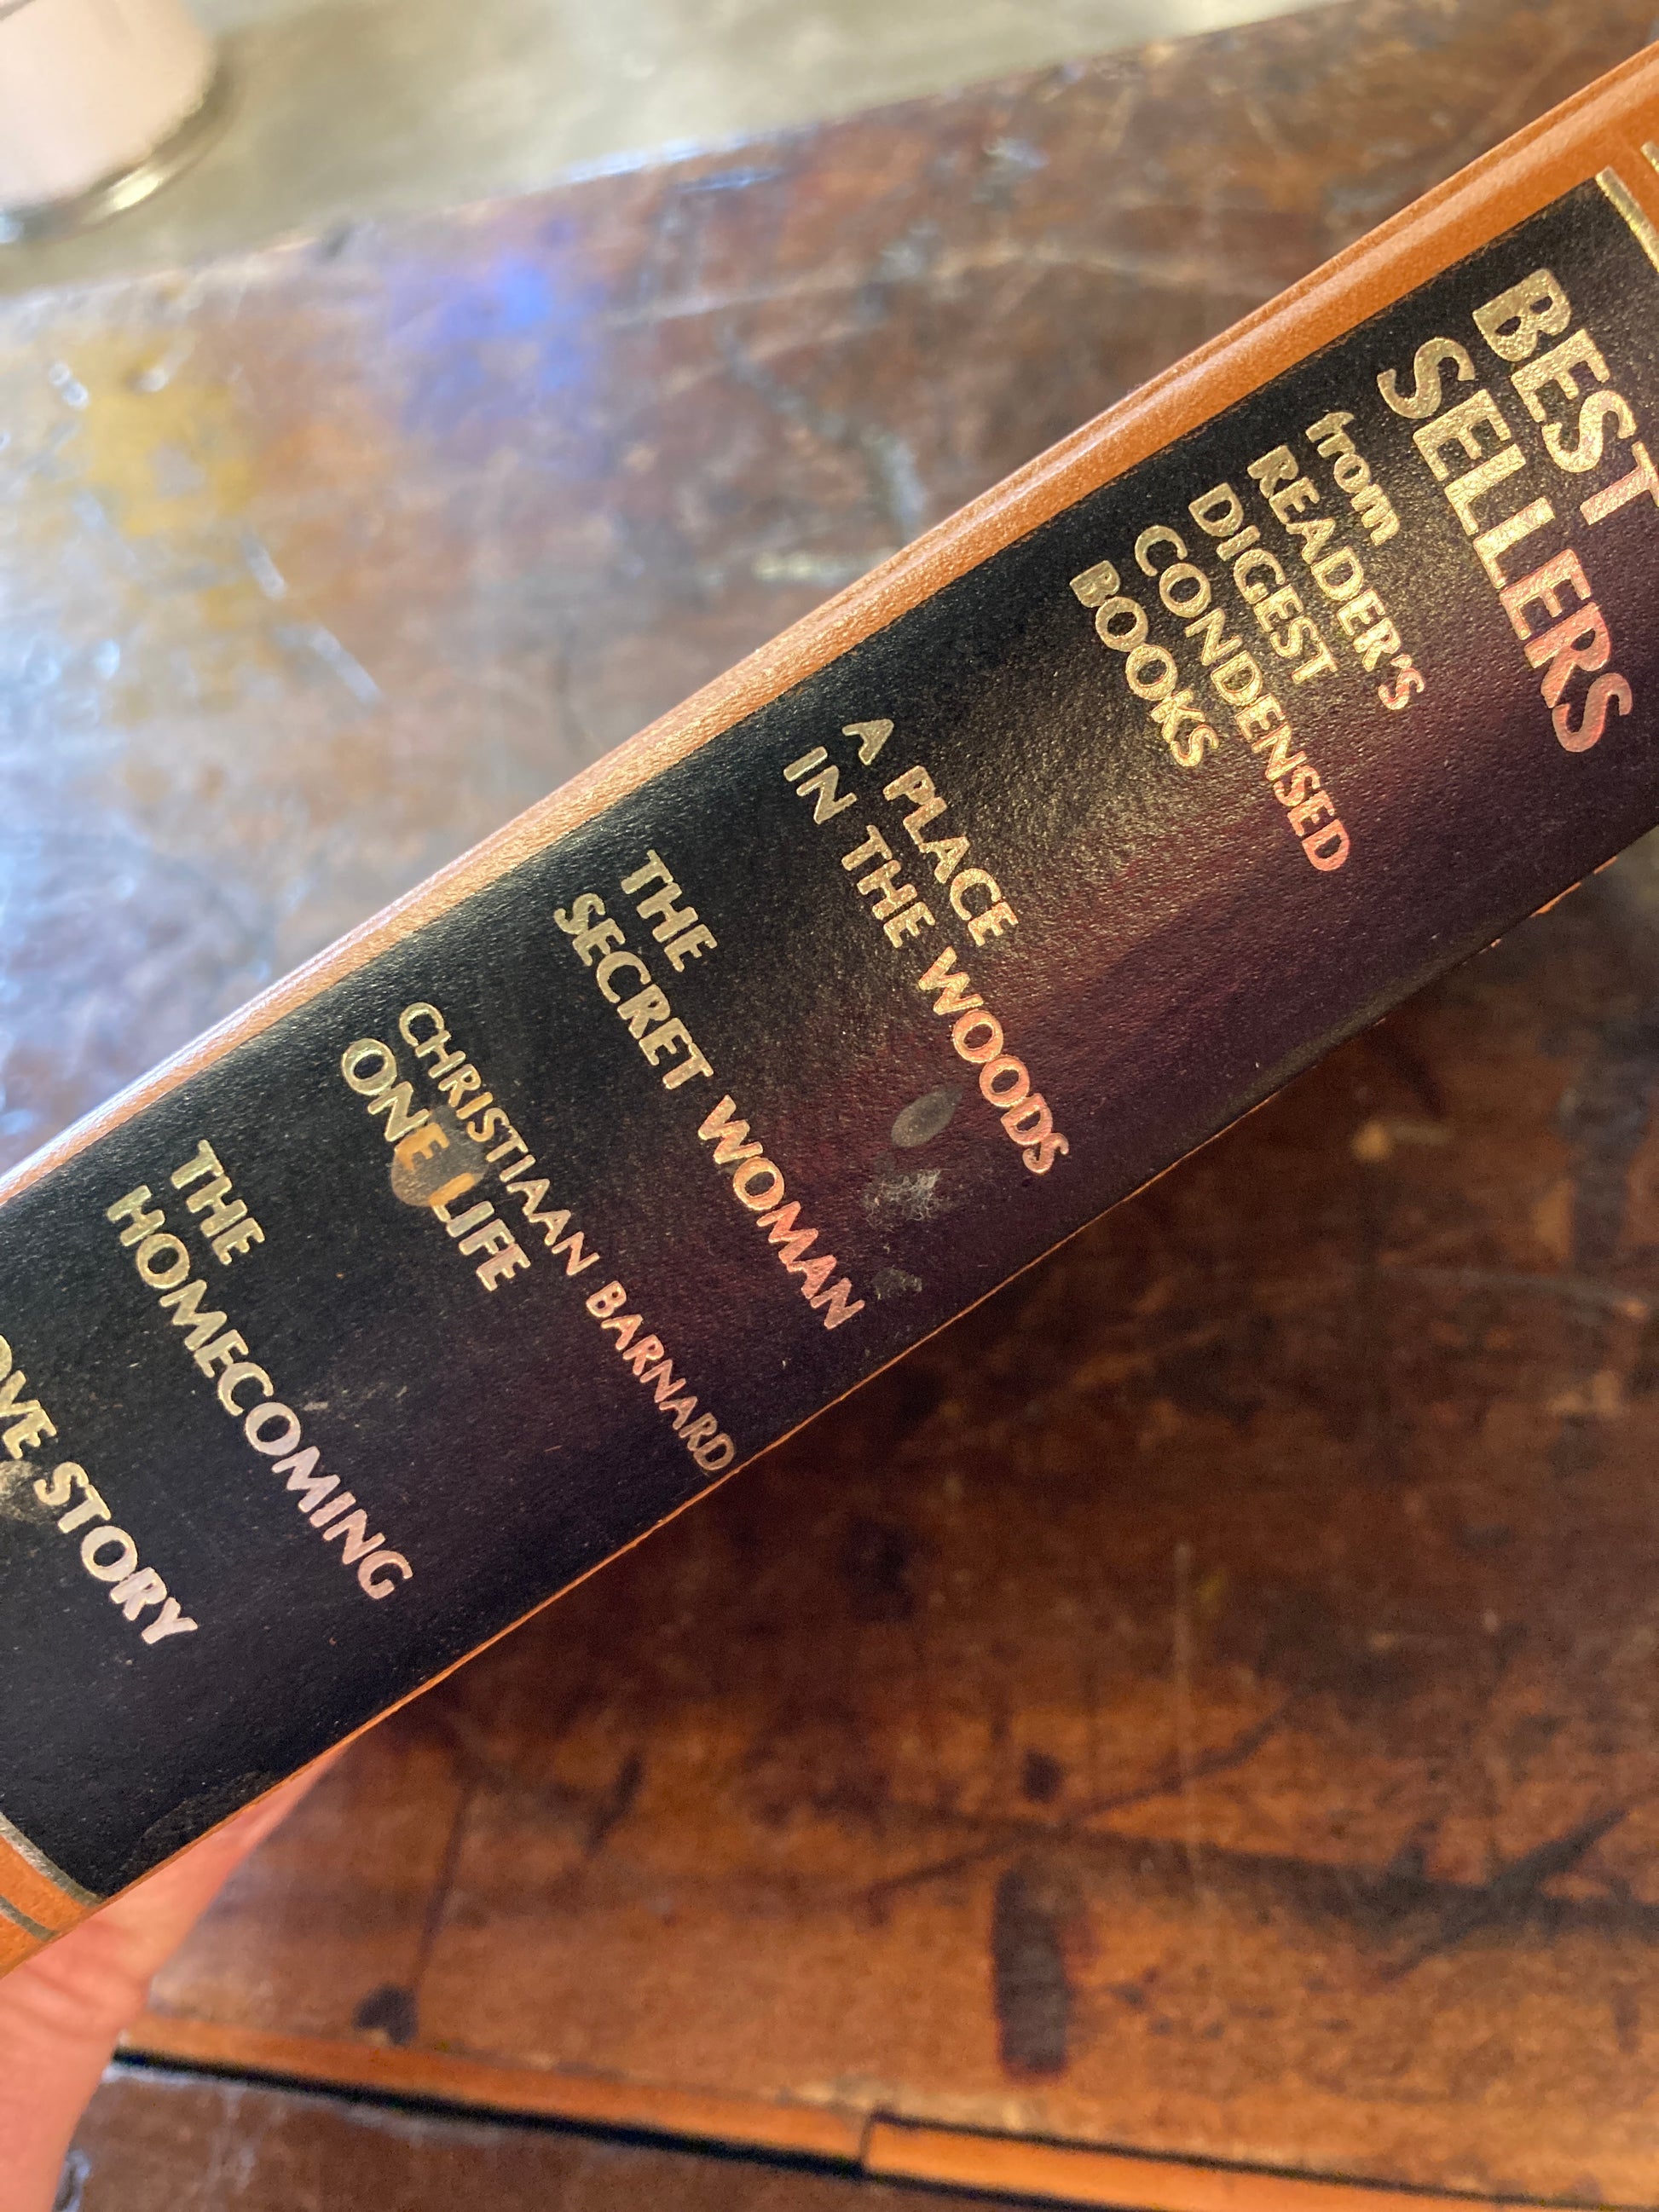 BEST
SELLERS
from
READER'S
DIGEST
CONDENSED
BOOKS
A PLACE
IN THE WOODS
THE
SECRET WOMAN
CHRISTIAAN BARNARD
ONE LIFE
THE
HOMECOMING
OVE STORY